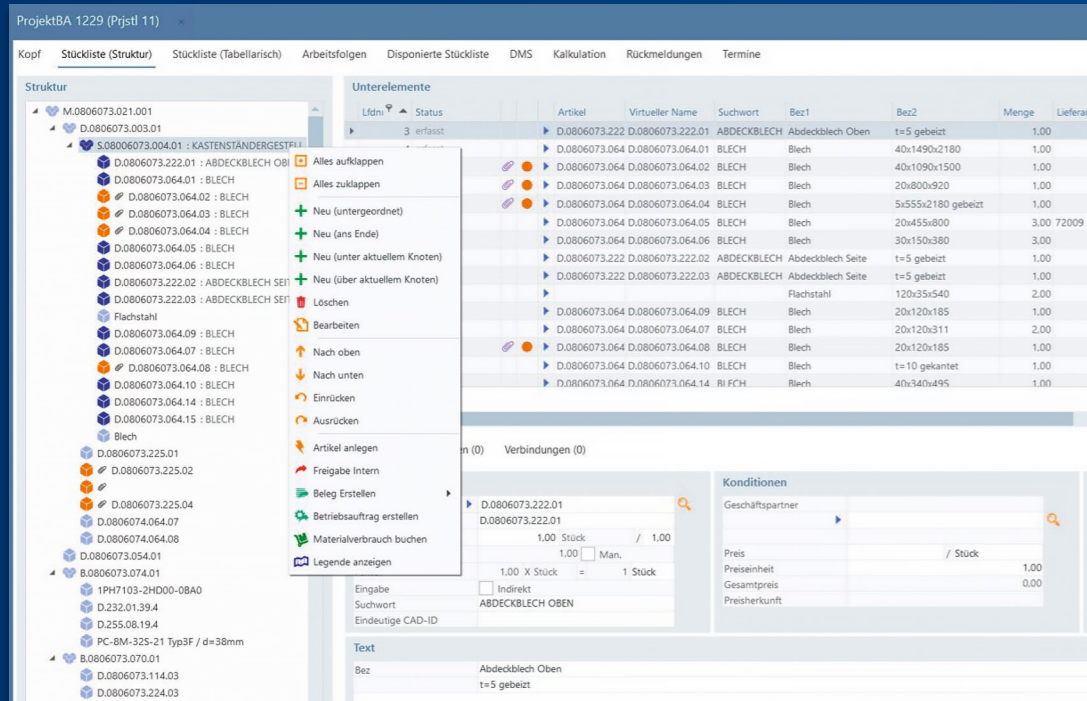 ProjektBA 1229 (Prjstl 11) ×
Kopf Stückliste (Struktur) Stückliste (Tabellarisch) Arbeitsfolgen Disponierte Stückliste DMS Kalkulation Rückmeldungen Termine
Struktur
M.0806073.021.001
D.0806073.003.01
S.08006073.004.01 : KASTENSTÄNDERGESTELL
D.0806073.222.01 : ABDECKBLECH OBE
D.0806073.064.01 : BLECH
D.0806073.064.02 : BLECH
D.0806073.064.03 : BLECH
D.0806073.064.04 : BLECH
D.0806073.064.05 : BLECH
D.0806073.064.06 : BLECH
D.0806073.222.02 : ABDECKBLECH SEIT
D.0806073.222.03 : ABDECKBLECH SEIT
Flachstahl
D.0806073.064.09 : BLECH
D.0806073.064.07 : BLECH
D.0806073.064.08 : BLECH
D.0806073.064.10 : BLECH
D.0806073.064.14 : BLECH
D.0806073.064.15 : BLECH
Blech
D.0806073.225.01
D.0806073.225.02
D.0806073.225.04
D.0806074.064.07
D.0806074.064.08
D.0806073.054.01
B.0806073.074.01
1PH7103-2HD00-0BA0
D.232.01.39.4
D.255.08.19.4
PC-8M-32S-21 Typ3F / d=38mm
B.0806073.070.01
D.0806073.114.03
D.0806073.224.03
Alles aufklappen
Alles zuklappen
Neu (untergeordnet)
Neu (ans Ende)
Neu (unter aktuellem Knoten)
Neu (über aktuellem Knoten)
Löschen
Bearbeiten
Nach oben
Nach unten
Einrücken
Ausrücken
Artikel anlegen
Freigabe Intern
Beleg Erstellen
Betriebsauftrag erstellen
Materialverbrauch buchen
Legende anzeigen
Unterelemente
Lfdn Status Artikel Virtueller Name Suchwort Bez1 Bez2 Menge Liefera
3 erfasst D.0806073.222 D.0806073.222.01 ABDECKBLECH Abdeckblech Oben t=5 gebeizt 1,00
D.0806073.064 D.0806073.064.01 BLECH Blech 40x1490x2180 1,00
D.0806073.064 D.0806073.064.02 BLECH Blech 40x1090x1500 1,00
D.0806073.064 D.0806073.064.03 BLECH Blech 20x800x920 1,00
D.0806073.064 D.0806073.064.04 BLECH Blech 5x555x2180 gebeizt 1,00
D.0806073.064 D.0806073.064.05 BLECH Blech 20x455x800 3,00 72009
D.0806073.064 D.0806073.064.06 BLECH Blech 30x150x380 3,00
D.0806073.222 D.0806073.222.02 ABDECKBLECH Abdeckblech Seite t=5 gebeizt 1,00
D.0806073.222 D.0806073.222.03 ABDECKBLECH Abdeckblech Seite t=5 gebeizt 1,00
Flachstahl 120x35x540 2,00
D.0806073.064 D.0806073.064.09 BLECH Blech 20x120x185 1,00
D.0806073.064 D.0806073.064.07 BLECH Blech 20x120x311 2,00
D.0806073.064 D.0806073.064.08 BLECH Blech 20x120x185 1,00
D.0806073.064 D.0806073.064.10 BLECH Blech t=10 gekantet 1,00
D.0806073.064 D.0806073.064.14 BLECH Blech 40x340x495 1,00
n (0) Verbindungen (0)
D.0806073.222.01
D.0806073.222.01
1,00 Stück / 1,00
1,00 Man.
1,00 X Stück = 1 Stück
Eingabe Indirekt
Suchwort ABDECKBLECH OBEN
Eindeutige CAD-ID
Konditionen
Geschäftspartner
Preis / Stück
Preiseinheit 1,00
Gesamtpreis 0,00
Preisherkunft
Text
Bez Abdeckblech Oben
t=5 gebeizt